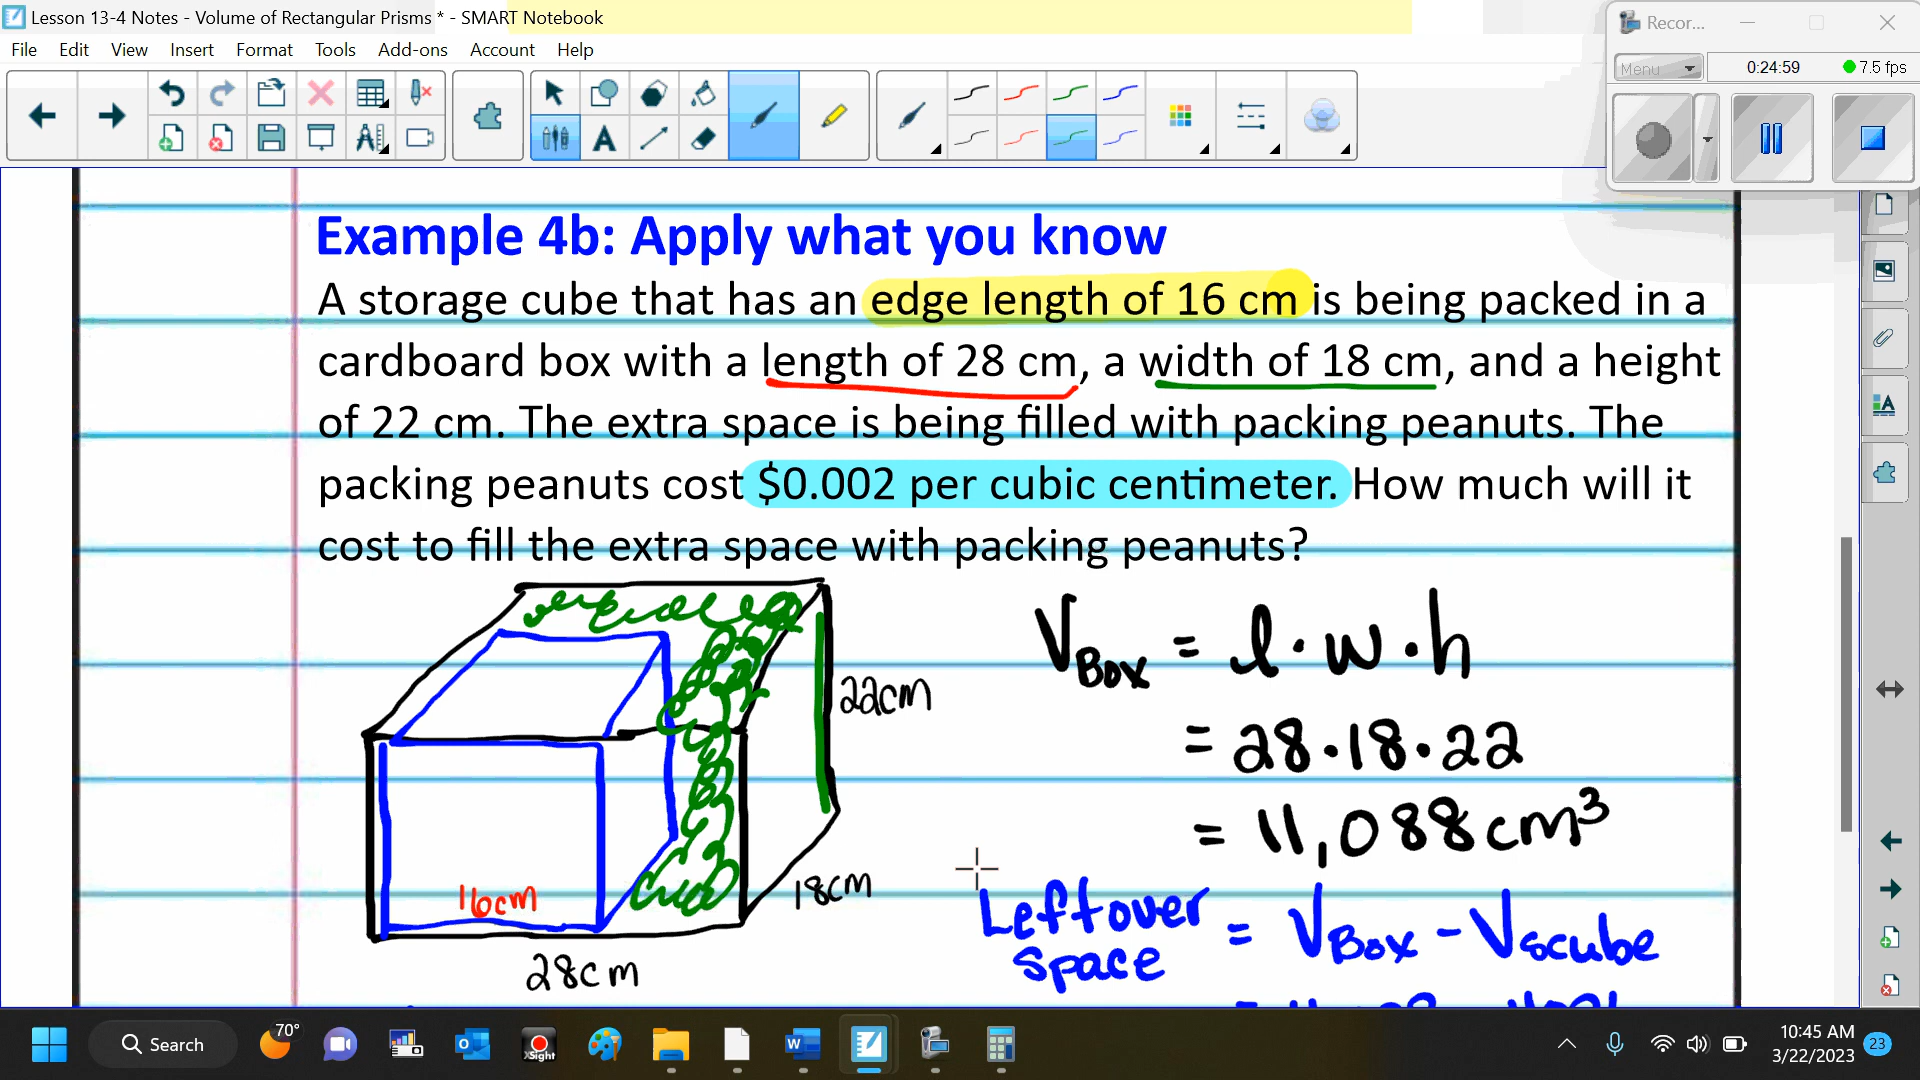 Lesson 13-4 Notes - Volume of Rectangular Prisms * - SMART Notebook
File Edit View Insert Format Tools Add-ons Account Help
Recor...
Menu 0:24:59 7.5 fps
Example 4b: Apply what you know
A storage cube that has an edge length of 16 cm is being packed in a
cardboard box with a length of 28 cm, a width of 18 cm, and a height
of 22 cm. The extra space is being filled with packing peanuts. The
packing peanuts cost $0.002 per cubic centimeter. How much will it
cost to fill the extra space with packing peanuts?
V Box = l · w · h
22cm
= 28 · 18 · 22
= 11,088 cm³
16cm
18cm
28cm
Leftover Space = V Box - V scube
Search
70°
XSight
10:45 AM
3/22/2023
23